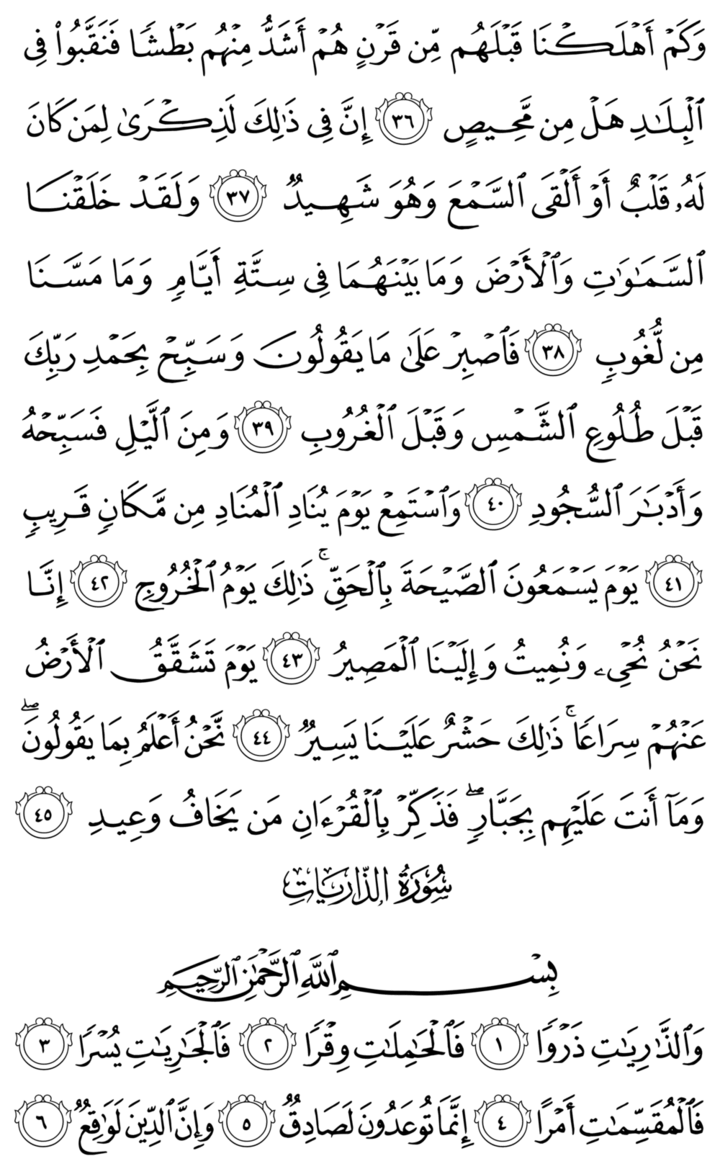 وَكَمْ أَهْلَكْنَا قَبْلَهُم مِّن قَرْنٍ هُمْ أَشَدُّ مِنْهُم بَطْشًا فَنَقَّبُوا۟ فِى
ٱلْبِلَـٰدِ هَلْ مِن مَّحِيصٍ ٣٦ إِنَّ فِى ذَٰلِكَ لَذِكْرَىٰ لِمَن كَانَ
لَهُۥ قَلْبٌ أَوْ أَلْقَى ٱلسَّمْعَ وَهُوَ شَهِيدٌ ٣٧ وَلَقَدْ خَلَقْنَا
ٱلسَّمَـٰوَٰتِ وَٱلْأَرْضَ وَمَا بَيْنَهُمَا فِى سِتَّةِ أَيَّامٍ وَمَا مَسَّنَا
مِن لُّغُوبٍ ٣٨ فَٱصْبِرْ عَلَىٰ مَا يَقُولُونَ وَسَبِّحْ بِحَمْدِ رَبِّكَ
قَبْلَ طُلُوعِ ٱلشَّمْسِ وَقَبْلَ ٱلْغُرُوبِ ٣٩ وَمِنَ ٱلَّيْلِ فَسَبِّحْهُ
وَأَدْبَـٰرَ ٱلسُّجُودِ ٤٠ وَٱسْتَمِعْ يَوْمَ يُنَادِ ٱلْمُنَادِ مِن مَّكَانٍ قَرِيبٍ
٤١ يَوْمَ يَسْمَعُونَ ٱلصَّيْحَةَ بِٱلْحَقِّ ۚ ذَٰلِكَ يَوْمُ ٱلْخُرُوجِ ٤٢ إِنَّا
نَحْنُ نُحْىِۦ وَنُمِيتُ وَإِلَيْنَا ٱلْمَصِيرُ ٤٣ يَوْمَ تَشَقَّقُ ٱلْأَرْضُ
عَنْهُمْ سِرَاعًا ۚ ذَٰلِكَ حَشْرٌ عَلَيْنَا يَسِيرٌ ٤٤ نَّحْنُ أَعْلَمُ بِمَا يَقُولُونَ ۖ
وَمَآ أَنتَ عَلَيْهِم بِجَبَّارٍ ۖ فَذَكِّرْ بِٱلْقُرْءَانِ مَن يَخَافُ وَعِيدِ ٤٥
سُورَةُ الذَّارِيَاتِ
بِسْمِ ٱللَّهِ ٱلرَّحْمَـٰنِ ٱلرَّحِيمِ
وَٱلذَّٰرِيَـٰتِ ذَرْوًا ١ فَٱلْحَـٰمِلَـٰتِ وِقْرًا ٢ فَٱلْجَـٰرِيَـٰتِ يُسْرًا ٣
فَٱلْمُقَسِّمَـٰتِ أَمْرًا ٤ إِنَّمَا تُوعَدُونَ لَصَادِقٌ ٥ وَإِنَّ ٱلدِّينَ لَوَٰقِعٌ ٦